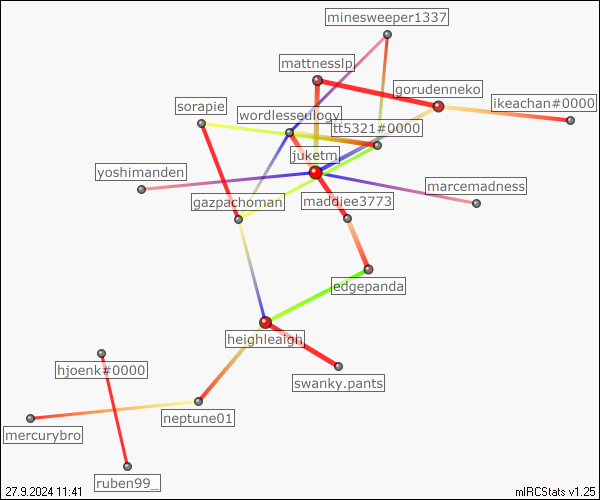 minesweeper1337
mattnesslp
gorudenneko
ikeachan#0000
sorapie
wordlessedlogy
tt5321#0000
juketm
yoshimanden
marcemadness
gazpachoman
maddiee3773
edgepanda
heighleaigh
hjoenk#0000
swanky.pants
neptune01
mercurybro
ruben99_
27.9.2024 11:41
mIRCStats v1.25